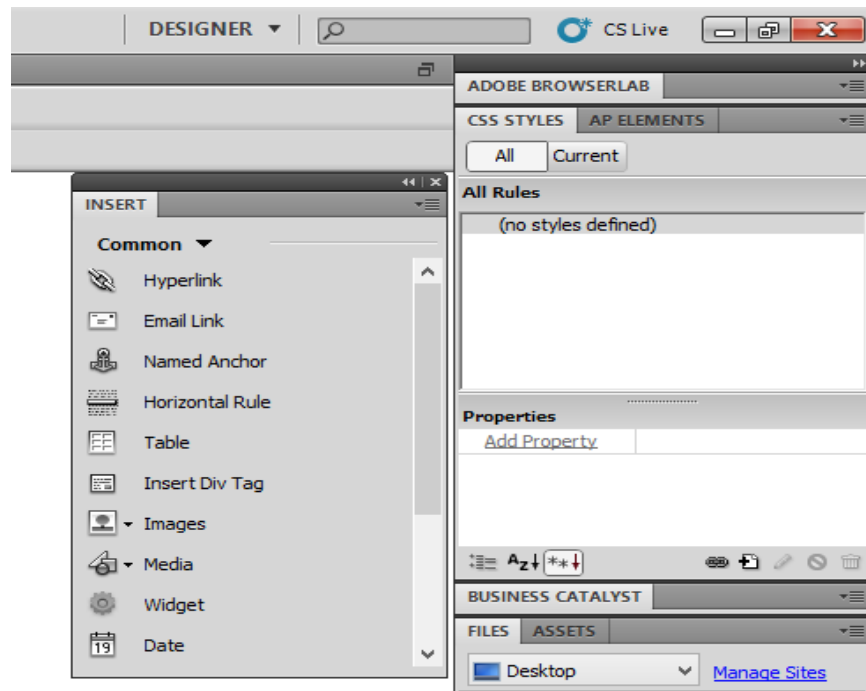 DESIGNER
CS Live
ADOBE BROWSERLAB
CSS STYLES AP ELEMENTS
All Current
All Rules
(no styles defined)
Properties
Add Property
INSERT
Common
Hyperlink
Email Link
Named Anchor
Horizontal Rule
Table
Insert Div Tag
Images
Media
Widget
19 Date
Az **
BUSINESS CATALYST
FILES ASSETS
Desktop Manage Sites